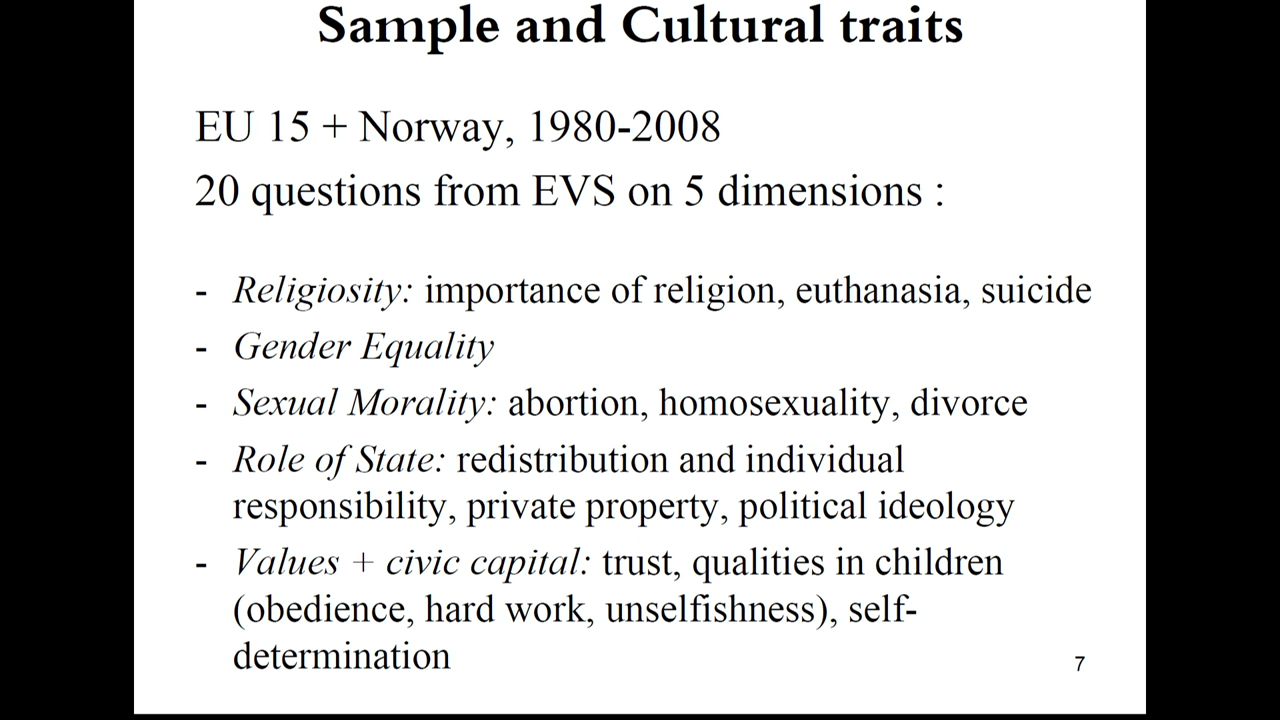 Sample and Cultural traits
EU 15 + Norway, 1980-2008
20 questions from EVS on 5 dimensions :
- Religiosity: importance of religion, euthanasia, suicide
- Gender Equality
- Sexual Morality: abortion, homosexuality, divorce
- Role of State: redistribution and individual
responsibility, private property, political ideology
- Values + civic capital: trust, qualities in children
(obedience, hard work, unselfishness), self-
determination
7